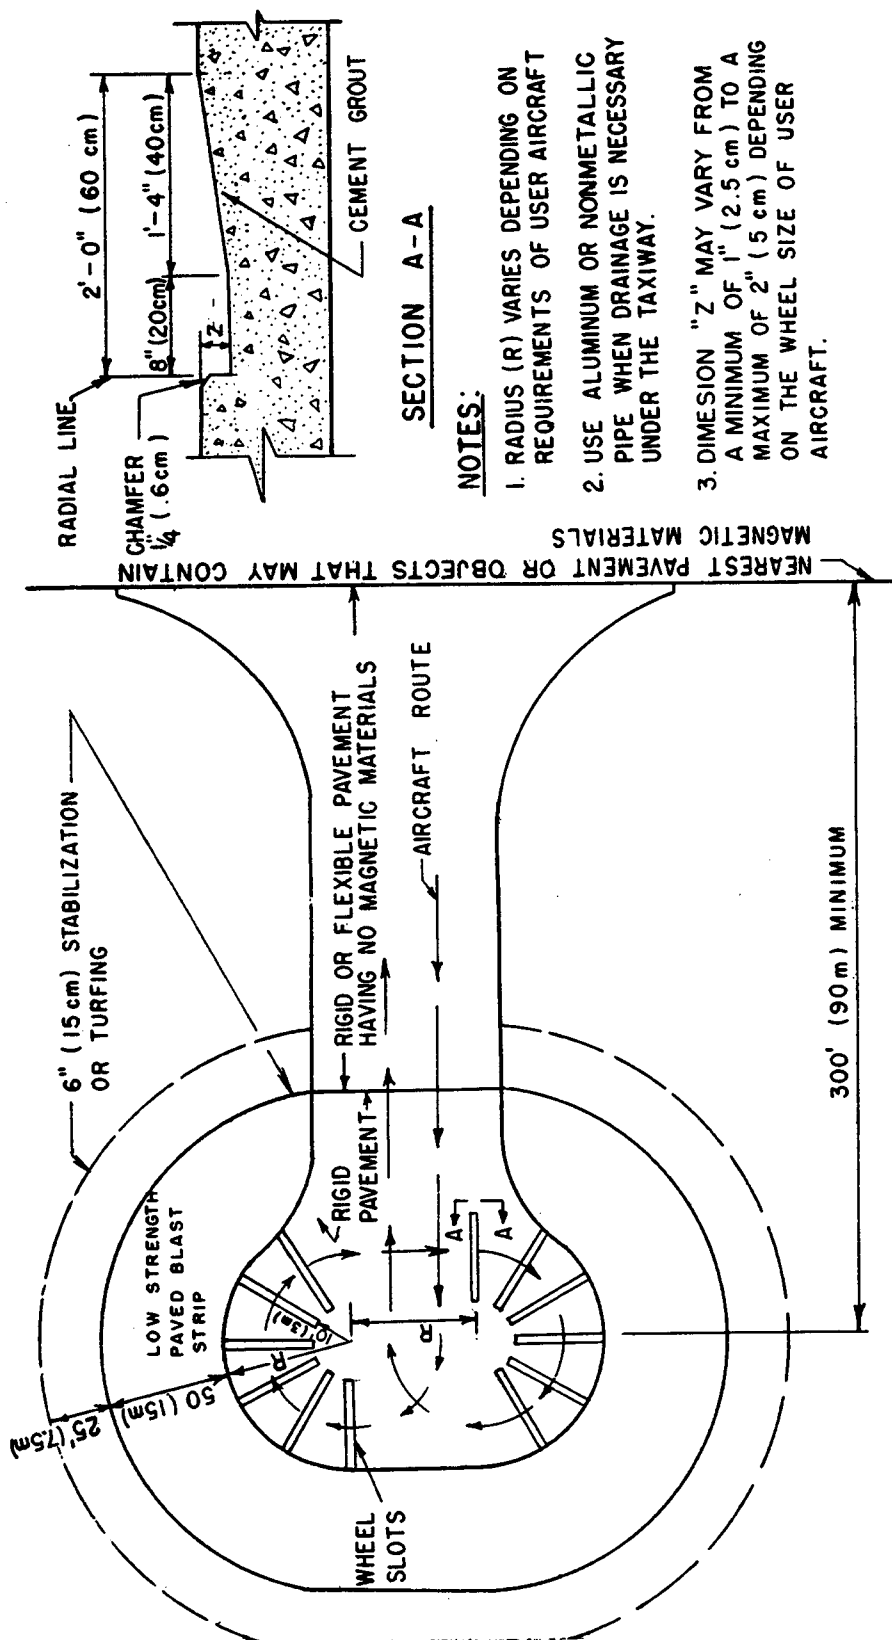 6" (15 cm) STABILIZATION
OR TURFING
LOW STRENGTH
PAVED BLAST
STRIP
25' (7.5m)
50 (15m)
R
10' (3m)
RIGID
PAVEMENT
RIGID OR FLEXIBLE PAVEMENT
HAVING NO MAGNETIC MATERIALS
AIRCRAFT ROUTE
R
A
A
WHEEL
SLOTS
300' (90m) MINIMUM
NEAREST PAVEMENT OR OBJECTS THAT MAY CONTAIN
MAGNETIC MATERIALS
RADIAL LINE
CHAMFER
1/4" (.6cm)
2'-0" (60 cm)
8" (20cm)
1'-4" (40cm)
Z
CEMENT GROUT
SECTION A-A
NOTES:
1. RADIUS (R) VARIES DEPENDING ON
REQUIREMENTS OF USER AIRCRAFT
2. USE ALUMINUM OR NONMETALLIC
PIPE WHEN DRAINAGE IS NECESSARY
UNDER THE TAXIWAY.
3. DIMESION "Z" MAY VARY FROM
A MINIMUM OF 1" (2.5 cm) TO A
MAXIMUM OF 2" (5 cm) DEPENDING
ON THE WHEEL SIZE OF USER
AIRCRAFT.